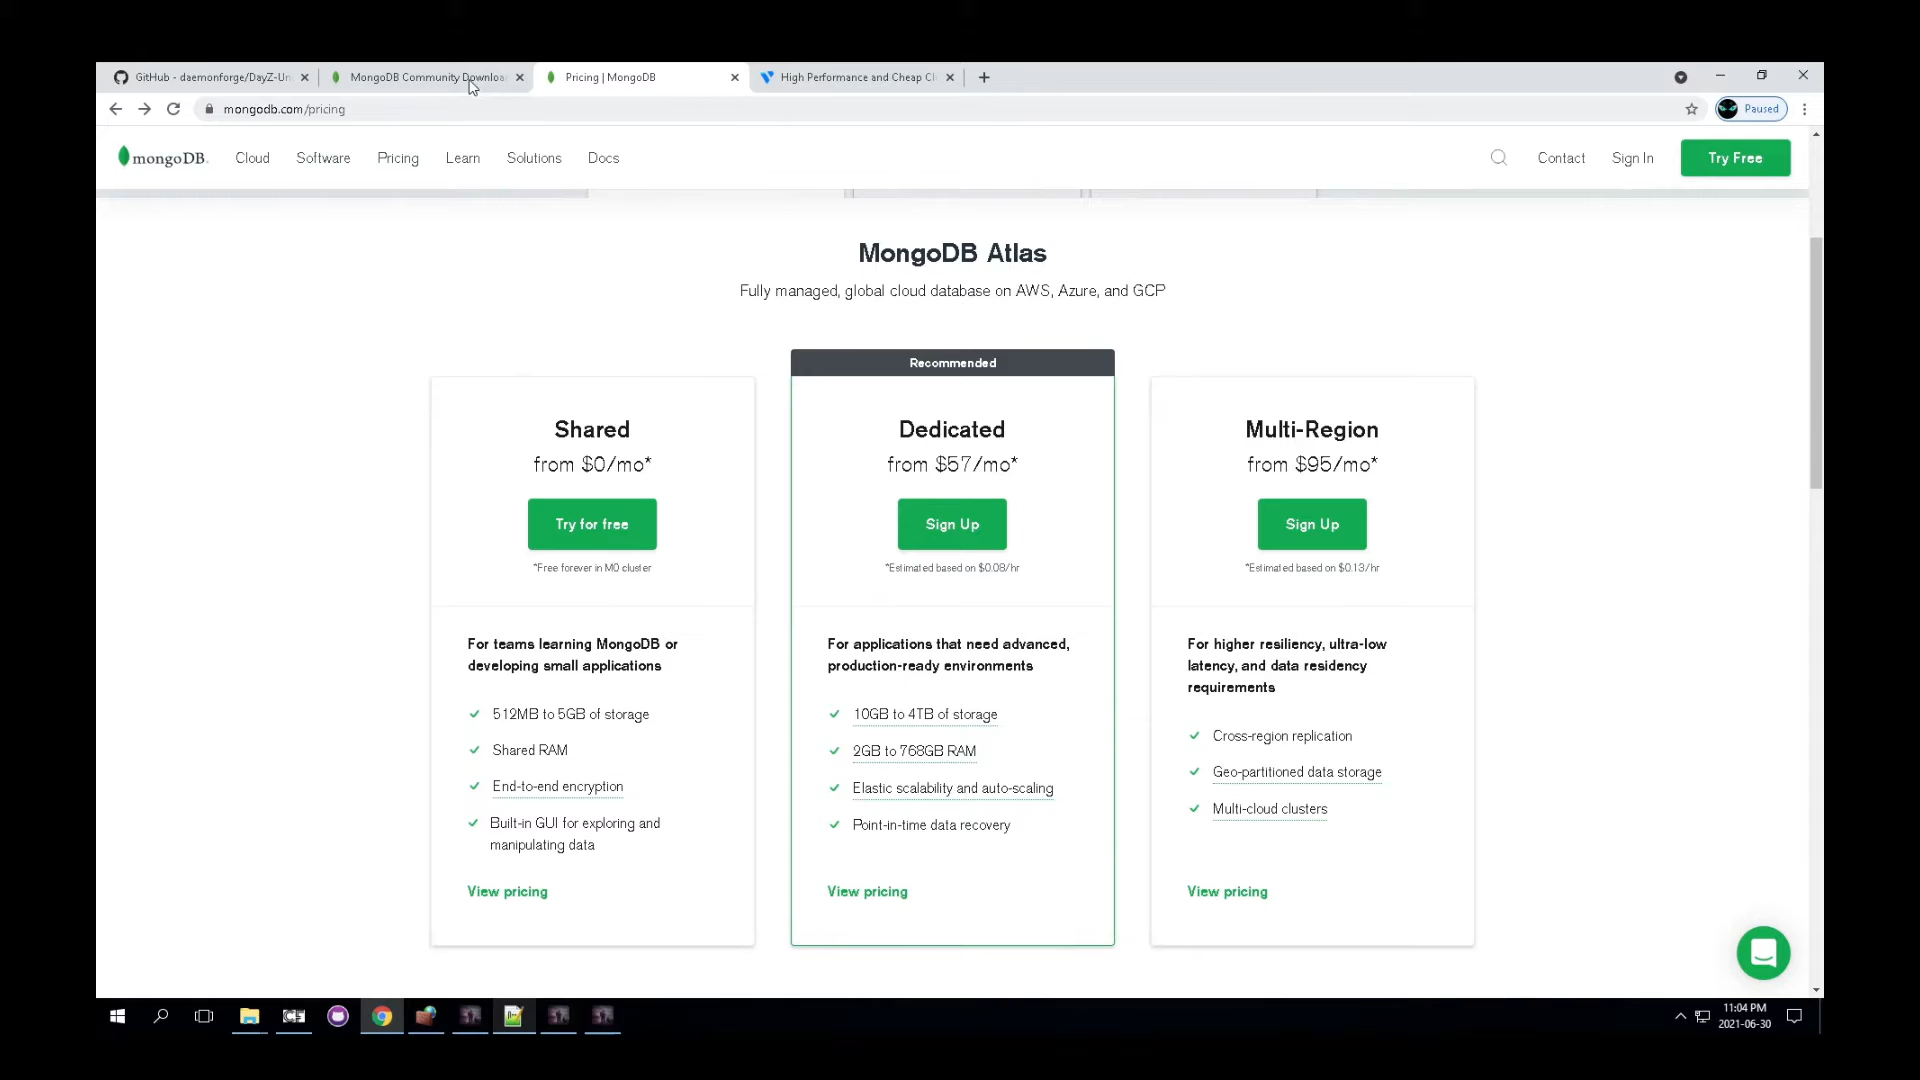 GitHub - daemonforge/DayZ-Un
MongoDB Community Downloa
Pricing | MongoDB
High Performance and Cheap Cl
mongodb.com/pricing
Paused
mongoDB.
Cloud
Software
Pricing
Learn
Solutions
Docs
Contact
Sign In
Try Free
MongoDB Atlas
Fully managed, global cloud database on AWS, Azure, and GCP
Recommended
Shared
from $0/mo*
Try for free
*Free forever in M0 cluster
For teams learning MongoDB or
developing small applications
512MB to 5GB of storage
Shared RAM
End-to-end encryption
Built-in GUI for exploring and
manipulating data
View pricing
Dedicated
from $57/mo*
Sign Up
*Estimated based on $0.08/hr
For applications that need advanced,
production-ready environments
10GB to 4TB of storage
2GB to 768GB RAM
Elastic scalability and auto-scaling
Point-in-time data recovery
View pricing
Multi-Region
from $95/mo*
Sign Up
*Estimated based on $0.13/hr
For higher resiliency, ultra-low
latency, and data residency
requirements
Cross-region replication
Geo-partitioned data storage
Multi-cloud clusters
View pricing
11:04 PM
2021-06-30